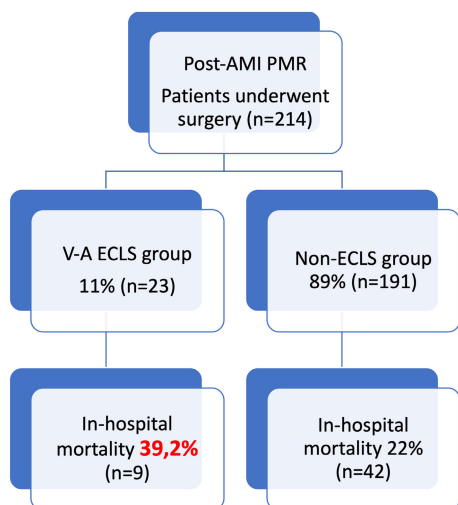 Post-AMI PMR
Patients underwent
surgery (n=214)
V-A ECLS group
11% (n=23)
Non-ECLS group
89% (n=191)
In-hospital
mortality 39,2%
(n=9)
In-hospital
mortality 22%
(n=42)